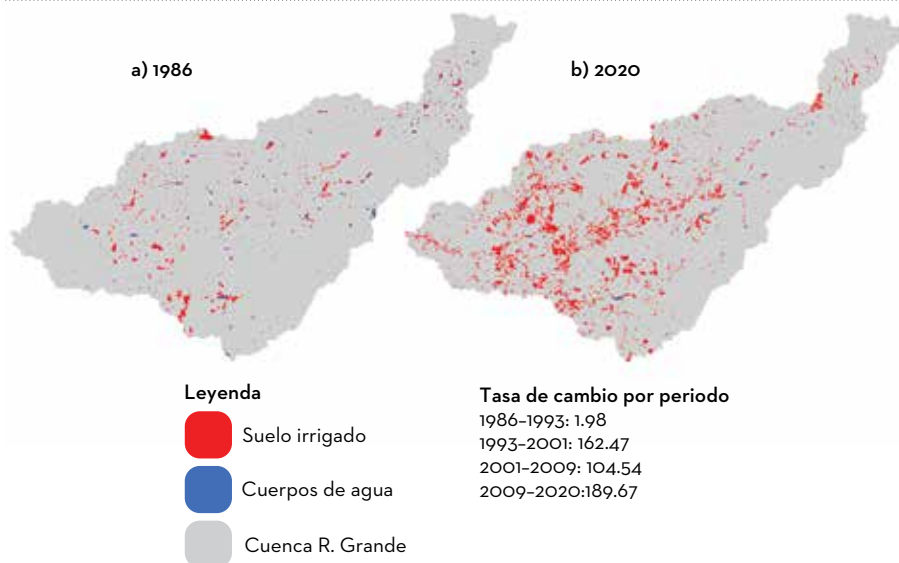 a) 1986
b) 2020
Leyenda
Suelo irrigado
Cuerpos de agua
Cuenca R. Grande
Tasa de cambio por periodo
1986–1993: 1.98
1993–2001: 162.47
2001–2009: 104.54
2009–2020:189.67